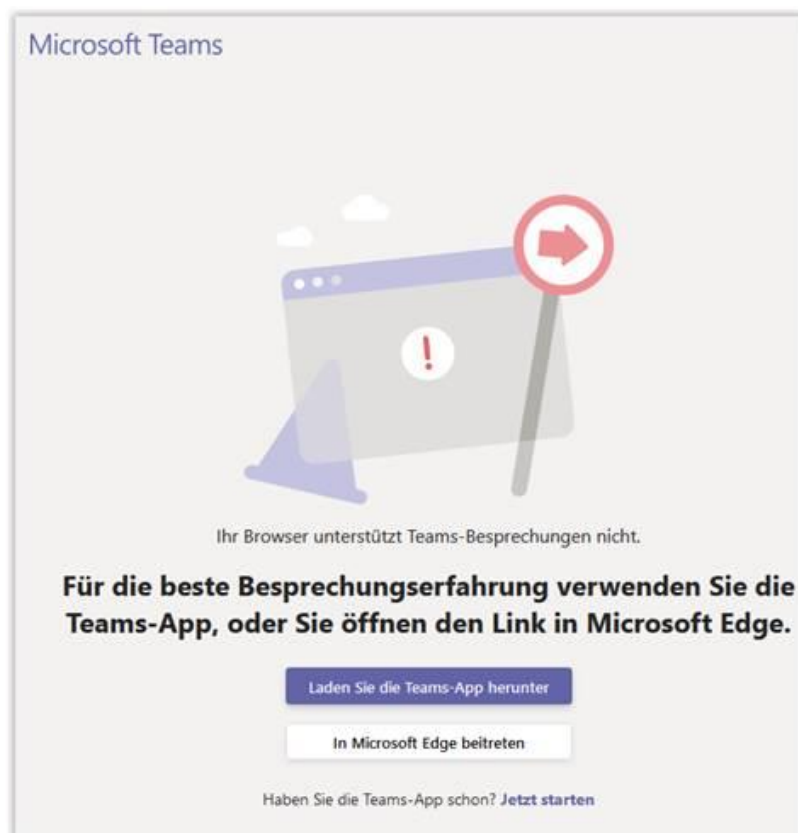 Microsoft Teams
Ihr Browser unterstützt Teams-Besprechungen nicht.
Für die beste Besprechungserfahrung verwenden Sie die
Teams-App, oder Sie öffnen den Link in Microsoft Edge.
Laden Sie die Teams-App herunter
In Microsoft Edge beitreten
Haben Sie die Teams-App schon? Jetzt starten